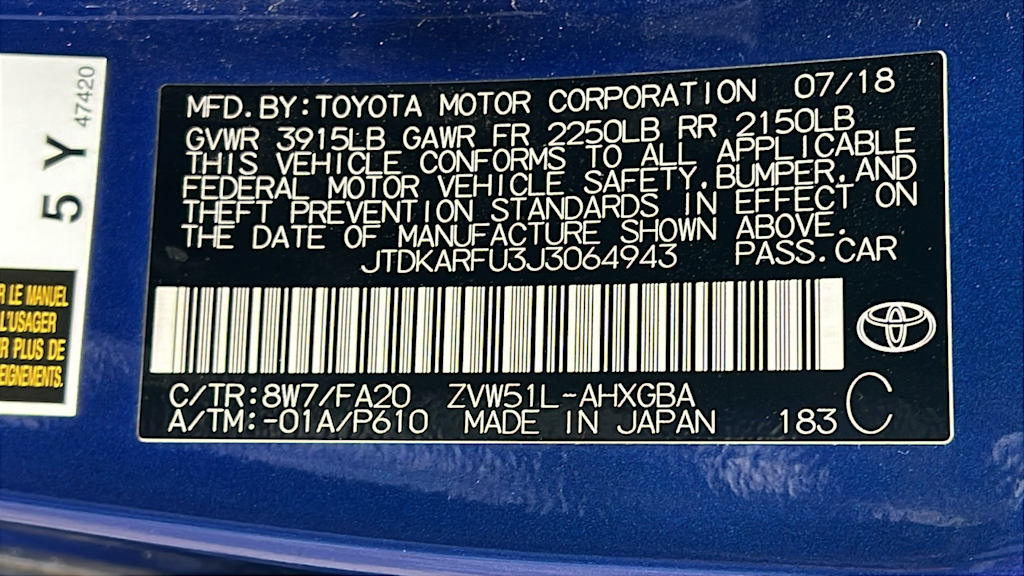 MFD. BY: TOYOTA MOTOR CORPORATION 07/18
GVWR 3915LB GAWR FR 2250LB RR 2150LB
THIS VEHICLE CONFORMS TO ALL APPLICABLE
FEDERAL MOTOR VEHICLE SAFETY, BUMPER, AND
THEFT PREVENTION STANDARDS IN EFFECT ON
THE DATE OF MANUFACTURE SHOWN ABOVE.
JTDKARFU3J3064943 PASS.CAR
C/TR: 8W7/FA20 ZVW51L-AHXGBA
A/TM: -01A/P610 MADE IN JAPAN 183 C
5 Y
47420
R LE MANUEL
L'USAGER
R PLUS DE
EIGNEMENTS.